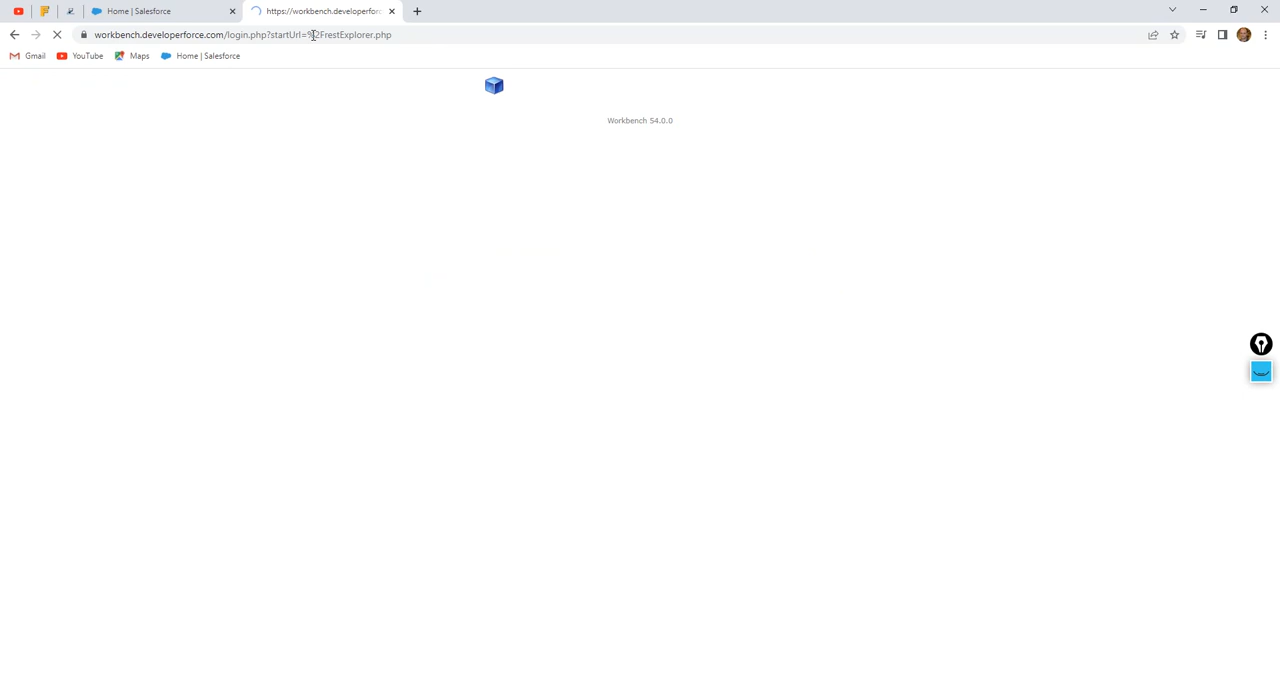 Home | Salesforce
https://workbench.developerforc
workbench.developerforce.com/login.php?startUrl=%2FrestExplorer.php
Gmail
YouTube
Maps
Home | Salesforce
Workbench 54.0.0